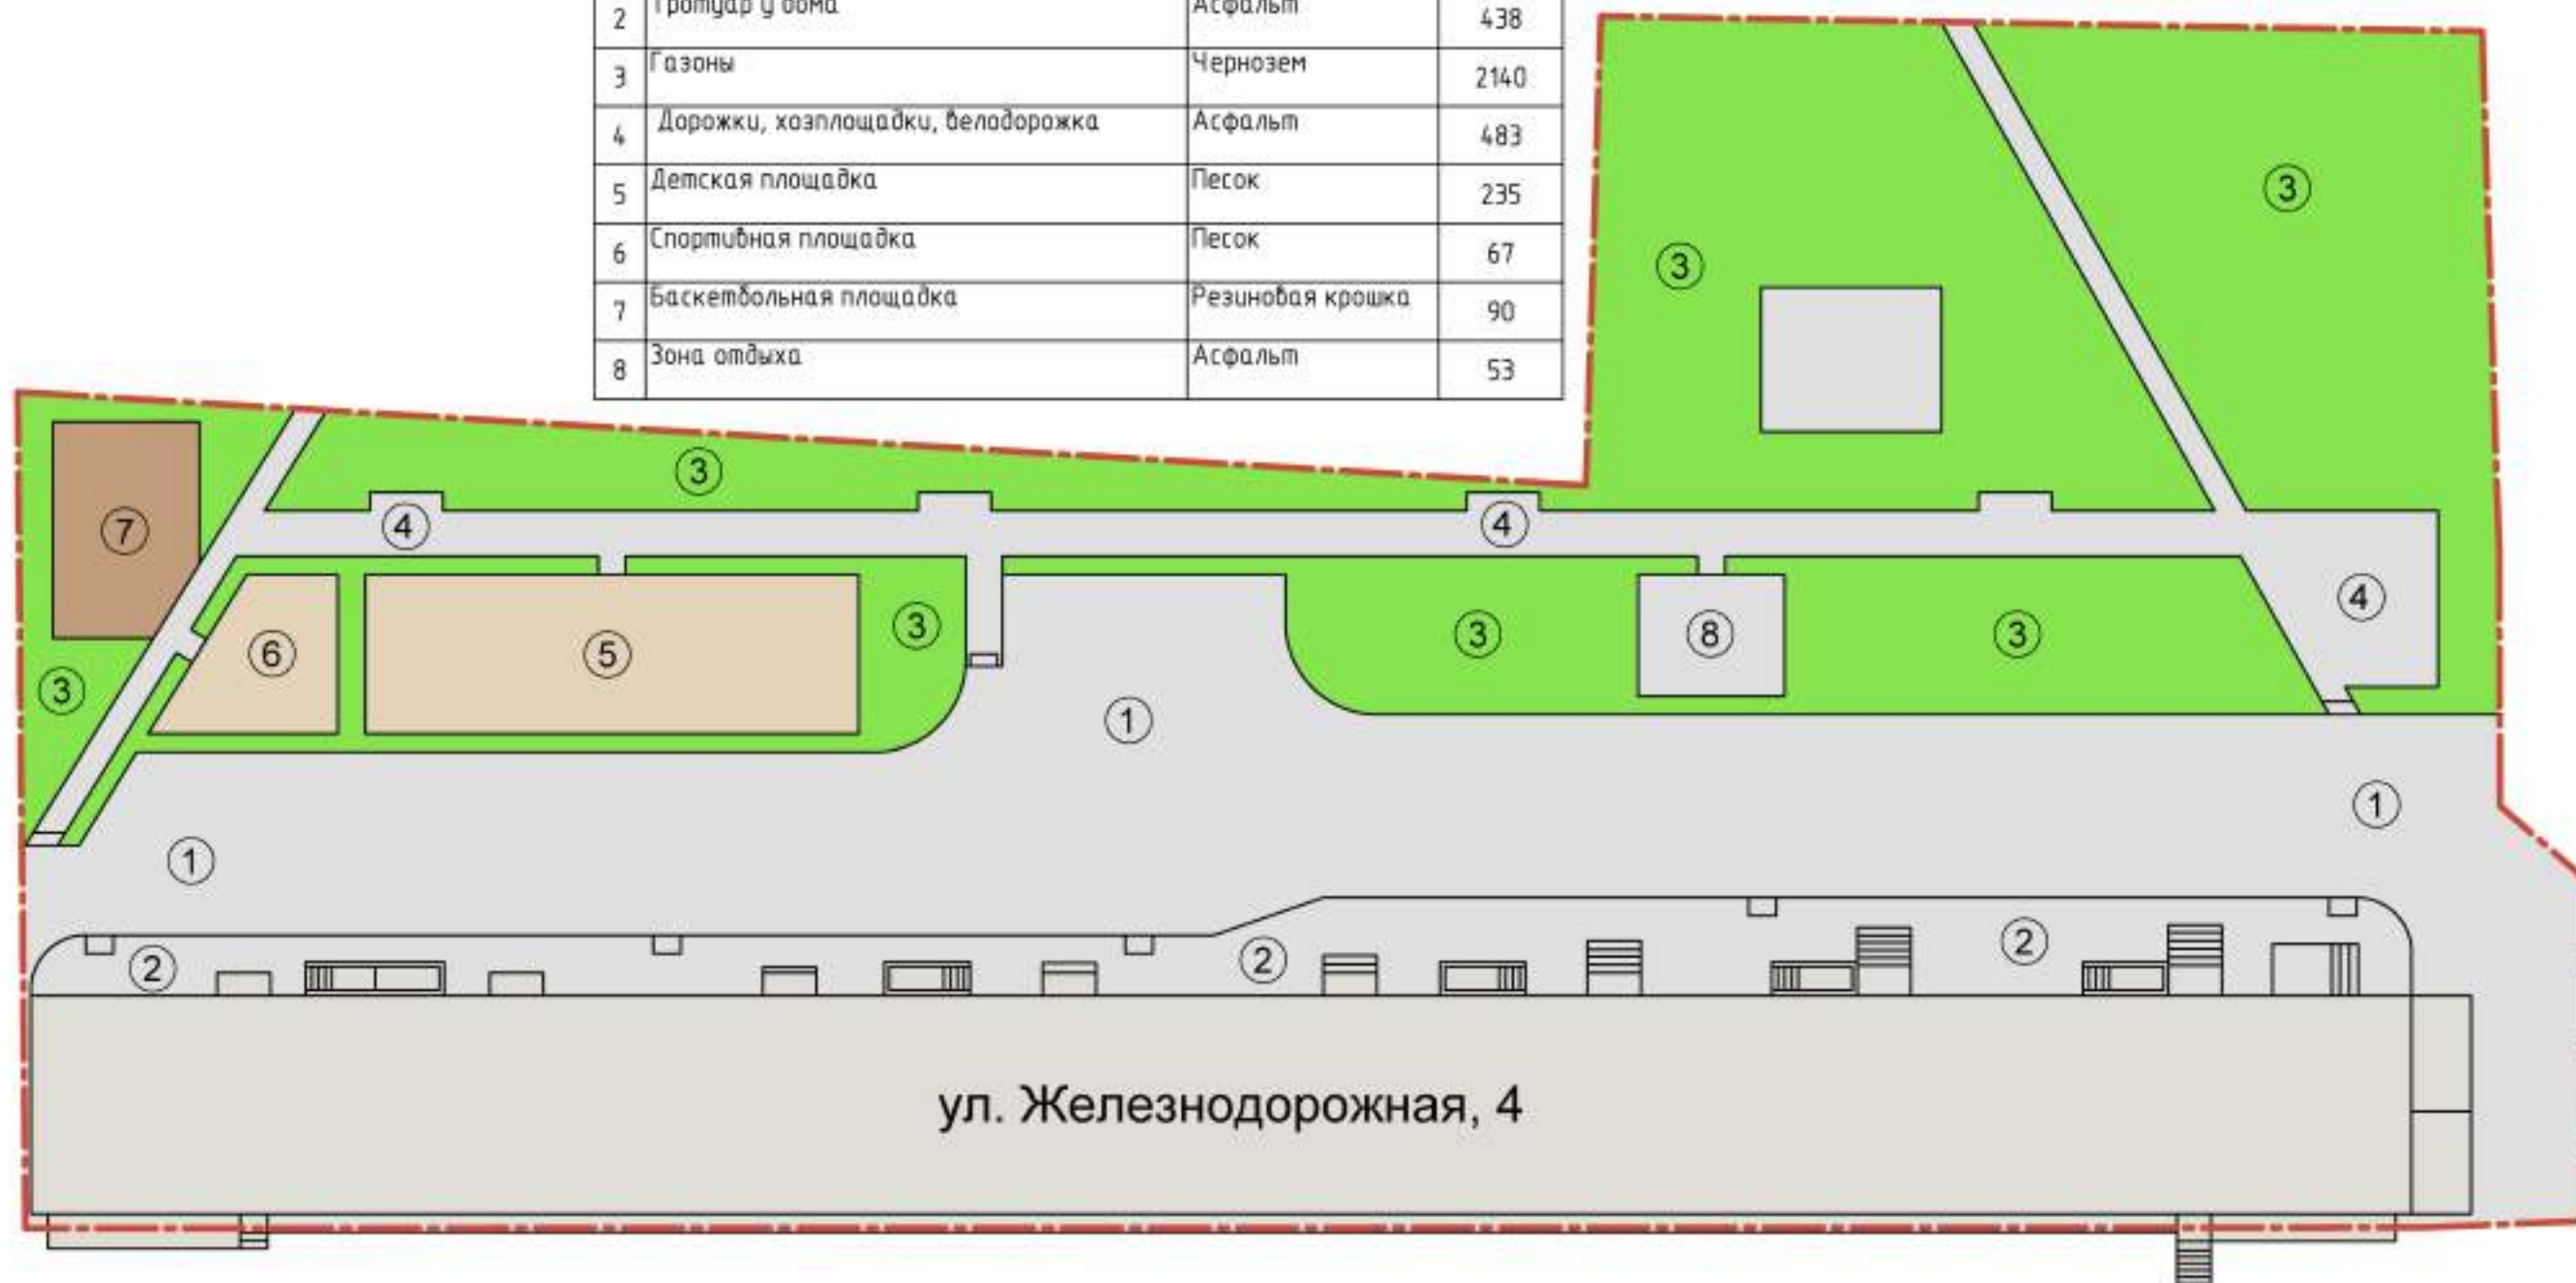 2 Тротуар у дома Асфальт 438
3 Газоны Чернозем 2140
4 Дорожки, хозплощадки, велодорожка Асфальт 483
5 Детская площадка Песок 235
6 Спортивная площадка Песок 67
7 Баскетбольная площадка Резиновая крошка 90
8 Зона отдыха Асфальт 53
3
3
3
7
4
4
6
5
3
3
8
3
4
3
1
1
1
2
2
2
ул. Железнодорожная, 4